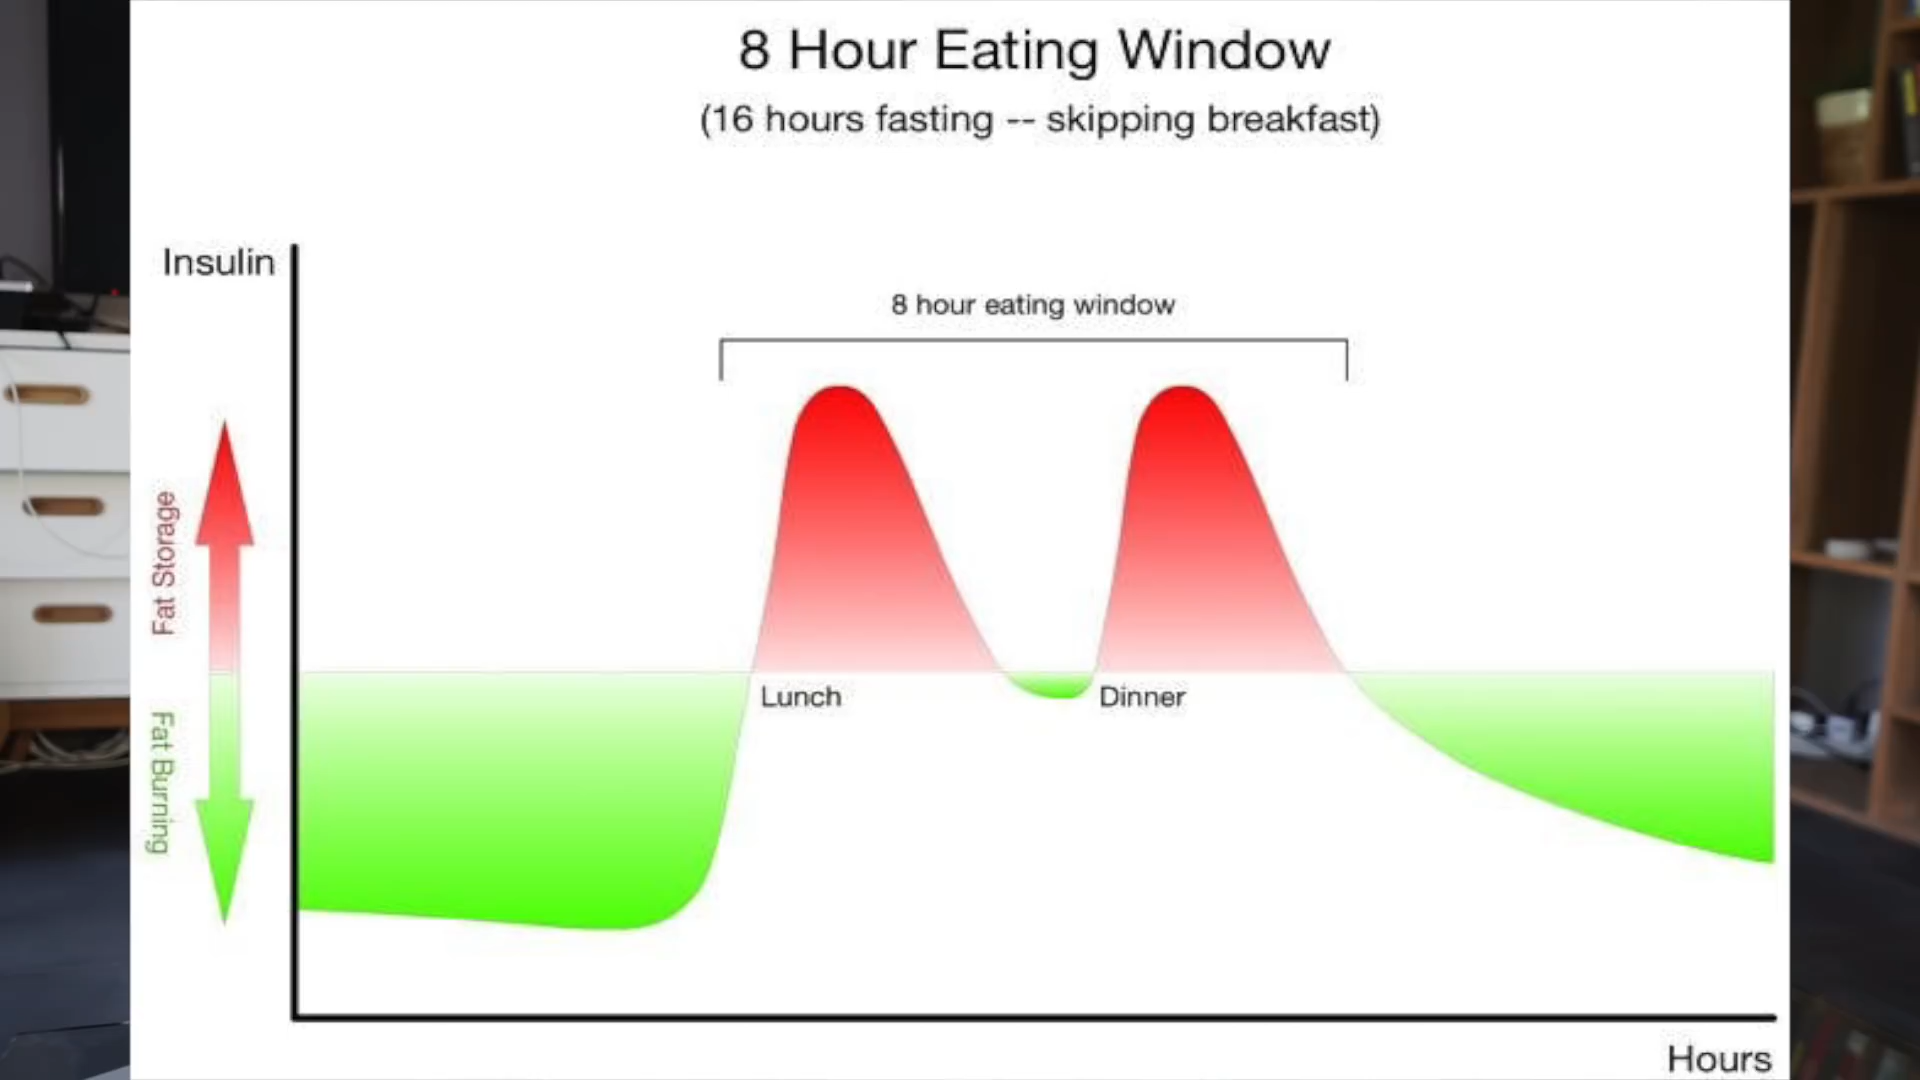 8 Hour Eating Window
(16 hours fasting -- skipping breakfast)
Insulin
8 hour eating window
Fat Storage
Fat Burning
Lunch
Dinner
Hours